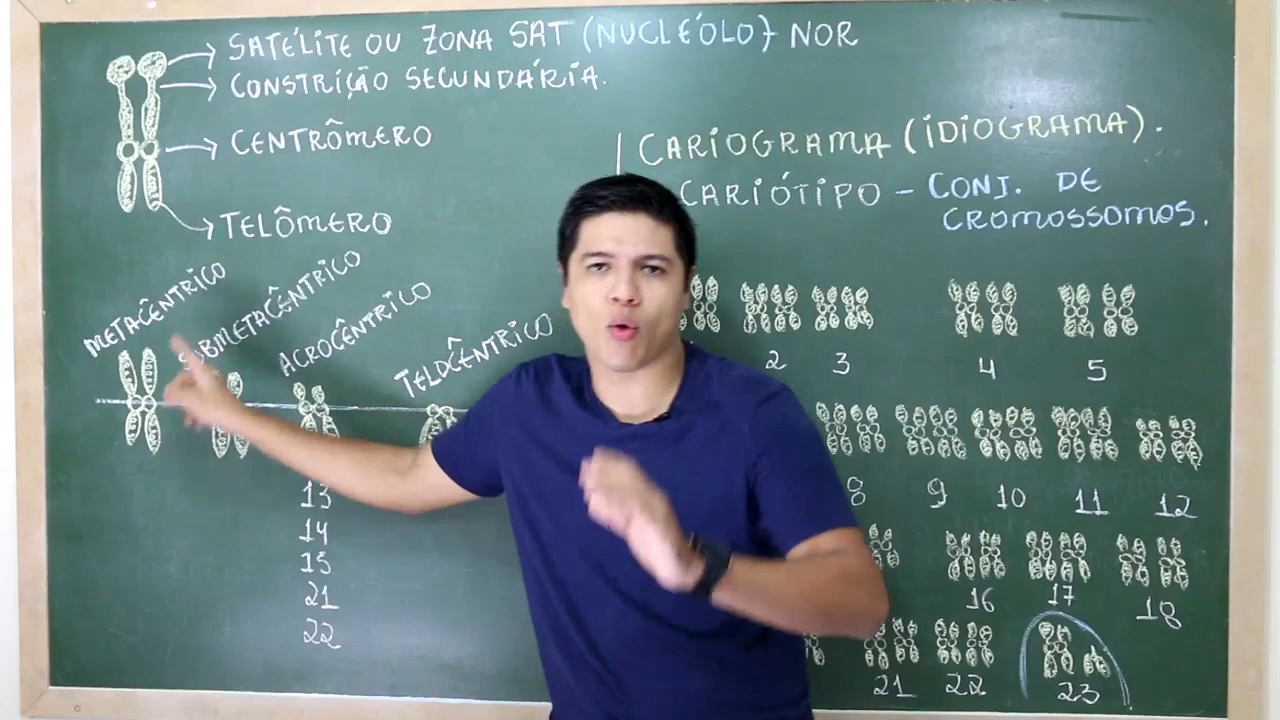 SATÉLITE OU ZONA SAT (NUCLÉOLO) NOR
CONSTRIÇÃO SECUNDÁRIA.
CENTRÔMERO
TELÔMERO
CARIOGRAMA (IDIOGRAMA).
CARIÓTIPO - CONJ. DE
CROMOSSOMOS.
METACÊNTRICO
SUBMETACÊNTRICO
ACROCÊNTRICO
TELOCÊNTRICO
13
14
15
21
22
2 3 4 5
8 9 10 11 12
16 17 18
21 22 23